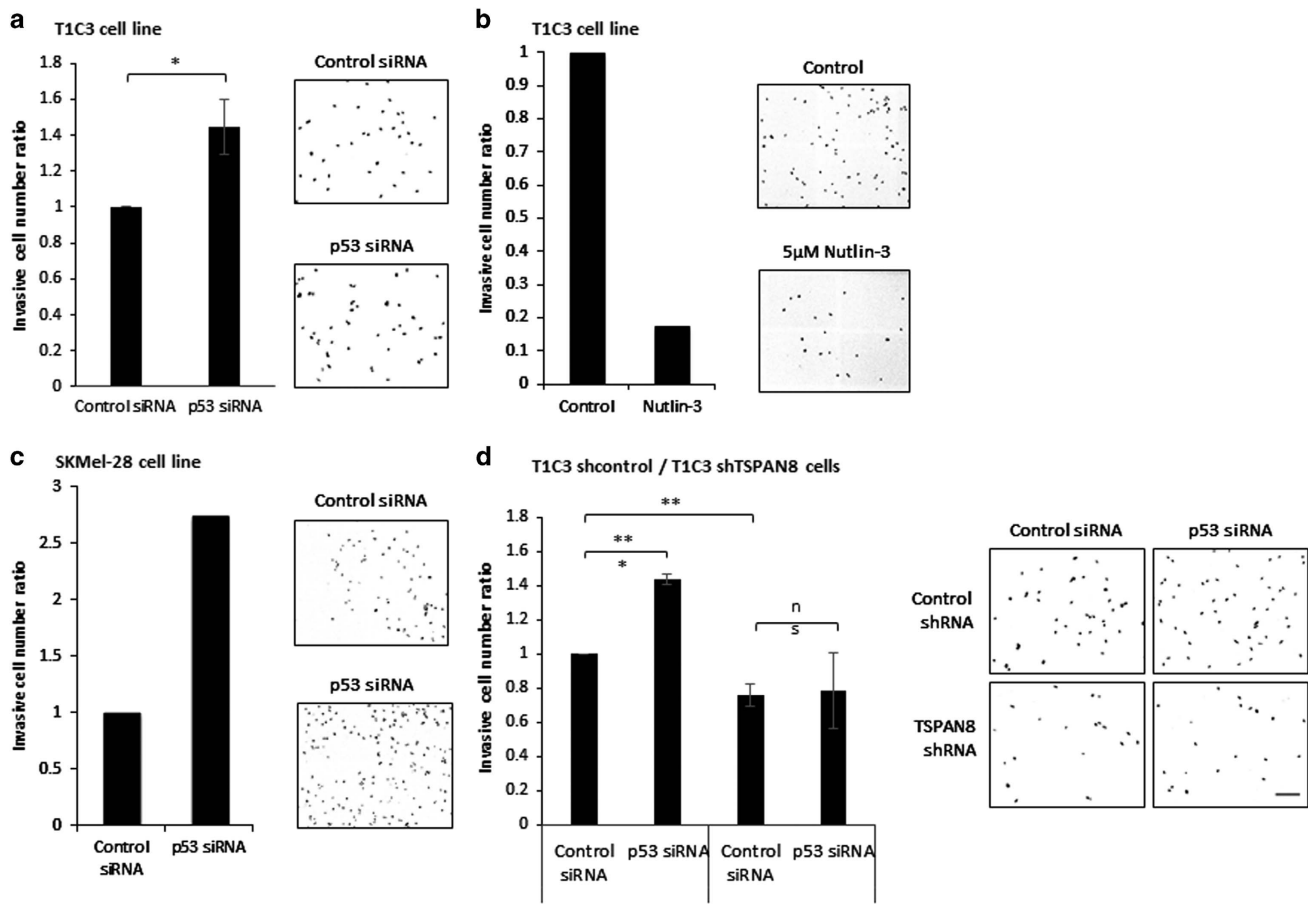 a
T1C3 cell line
1.8
1.6
1.4
1.2
1
0.8
0.6
0.4
0.2
0
Invasive cell number ratio
*
Control siRNA
p53 siRNA
Control siRNA
p53 siRNA
b
T1C3 cell line
1
0.9
0.8
0.7
0.6
0.5
0.4
0.3
0.2
0.1
0
Invasive cell number ratio
Control
Nutlin-3
Control
5µM Nutlin-3
c
SKMel-28 cell line
3
2.5
2
1
1
0.5
0
Invasive cell number ratio
Control
siRNA
p53 siRNA
Control siRNA
p53 siRNA
d
T1C3 shcontrol / T1C3 shTSPAN8 cells
1.8
1.6
1.4
1.2
1
0.8
0.6
0.4
0.2
0
Invasive cell number ratio
**
**
*
n
s
Control
siRNA
p53 siRNA
Control
siRNA
p53 siRNA
Control siRNA
p53 siRNA
Control
shRNA
TSPAN8
shRNA